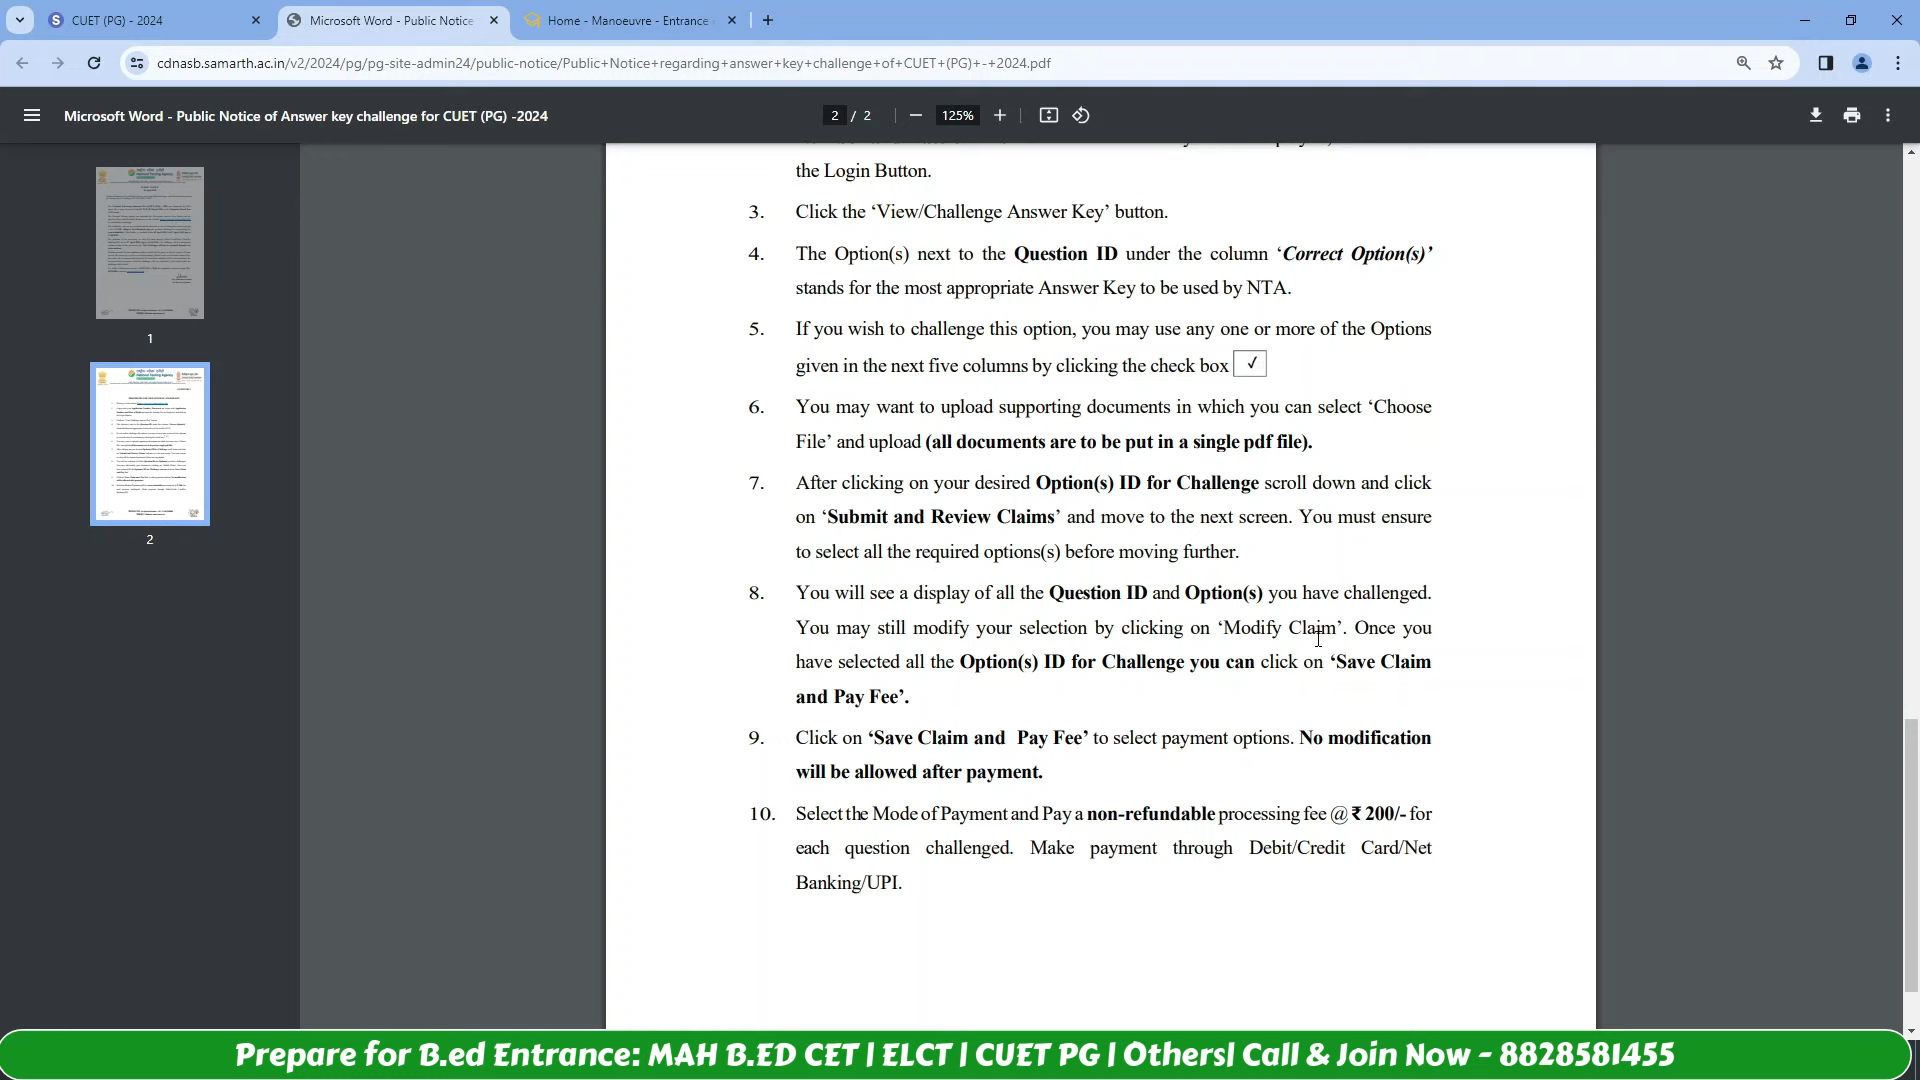 CUET (PG) - 2024
Microsoft Word - Public Notice
Home - Manoeuvre - Entrance
cdnasb.samarth.ac.in/v2/2024/pg/pg-site-admin24/public-notice/Public+Notice+regarding+answer+key+challenge+of+CUET+(PG)+-+2024.pdf
Microsoft Word - Public Notice of Answer key challenge for CUET (PG) -2024
2 / 2
125%
the Login Button.
3. Click the ‘View/Challenge Answer Key’ button.
4. The Option(s) next to the Question ID under the column ‘Correct Option(s)’
stands for the most appropriate Answer Key to be used by NTA.
5. If you wish to challenge this option, you may use any one or more of the Options
given in the next five columns by clicking the check box ✓
6. You may want to upload supporting documents in which you can select ‘Choose
File’ and upload (all documents are to be put in a single pdf file).
7. After clicking on your desired Option(s) ID for Challenge scroll down and click
on ‘Submit and Review Claims’ and move to the next screen. You must ensure
to select all the required options(s) before moving further.
8. You will see a display of all the Question ID and Option(s) you have challenged.
You may still modify your selection by clicking on ‘Modify Claim’. Once you
have selected all the Option(s) ID for Challenge you can click on ‘Save Claim
and Pay Fee’.
9. Click on ‘Save Claim and Pay Fee’ to select payment options. No modification
will be allowed after payment.
10. Select the Mode of Payment and Pay a non-refundable processing fee @ ₹ 200/- for
each question challenged. Make payment through Debit/Credit Card/Net
Banking/UPI.
1
2
Prepare for B.ed Entrance: MAH B.ED CET | ELCT | CUET PG | Others| Call & Join Now - 8828581455